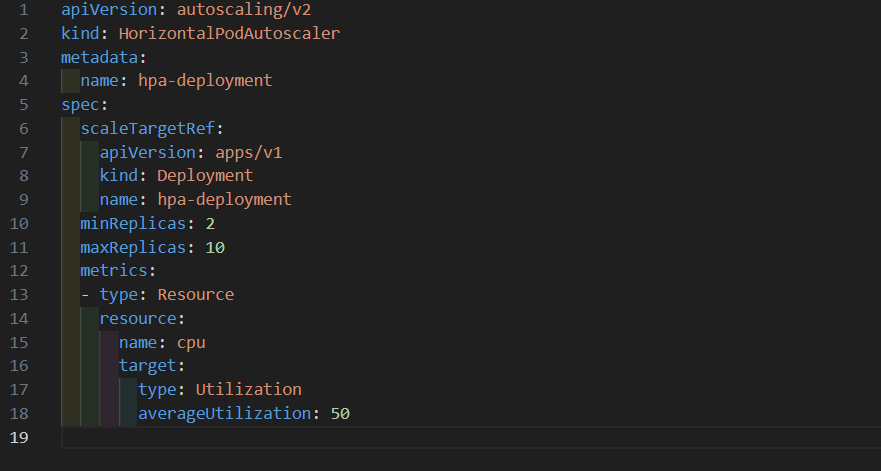 1 apiVersion: autoscaling/v2
2 kind: HorizontalPodAutoscaler
3 metadata:
4   name: hpa-deployment
5 spec:
6   scaleTargetRef:
7     apiVersion: apps/v1
8     kind: Deployment
9     name: hpa-deployment
10   minReplicas: 2
11   maxReplicas: 10
12   metrics:
13   - type: Resource
14     resource:
15       name: cpu
16       target:
17         type: Utilization
18         averageUtilization: 50
19